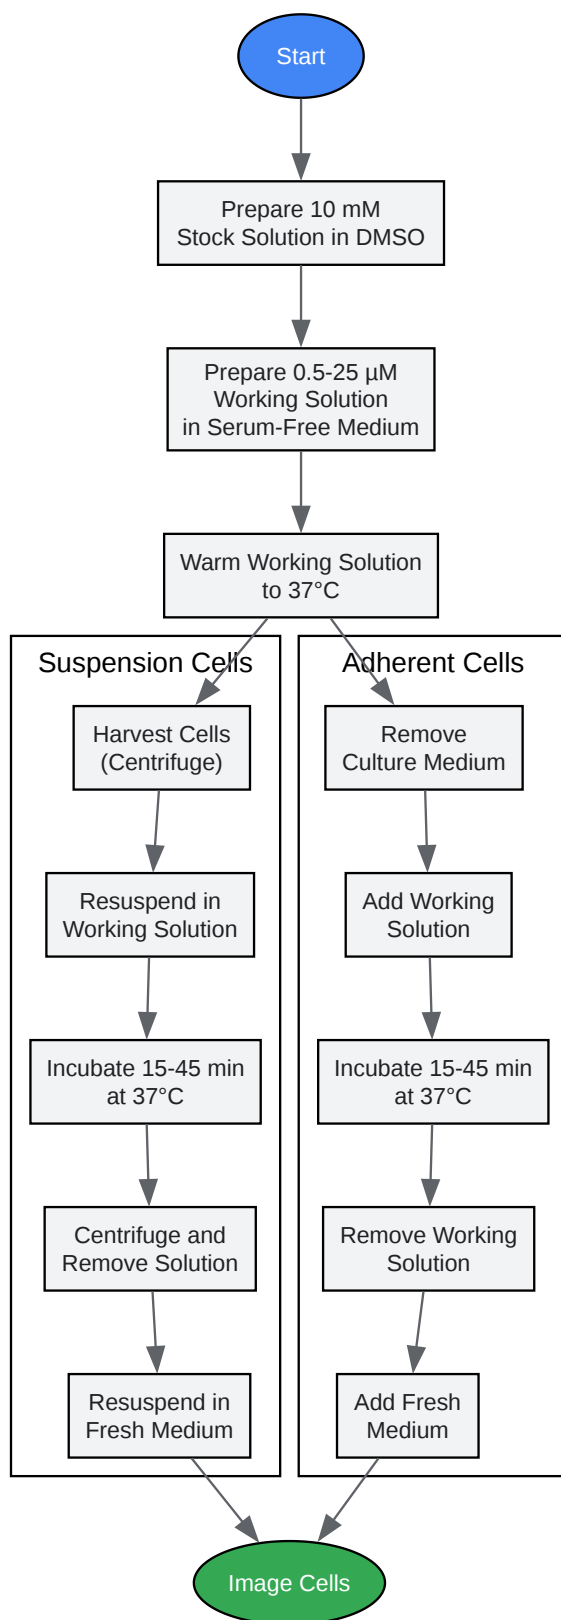 Start
Prepare 10 mM
Stock Solution in DMSO
Prepare 0.5-25 µM
Working Solution
in Serum-Free Medium
Warm Working Solution
to 37°C
Suspension Cells
Harvest Cells
(Centrifuge)
Resuspend in
Working Solution
Incubate 15-45 min
at 37°C
Centrifuge and
Remove Solution
Resuspend in
Fresh Medium
Adherent Cells
Remove
Culture Medium
Add Working
Solution
Incubate 15-45 min
at 37°C
Remove Working
Solution
Add Fresh
Medium
Image Cells